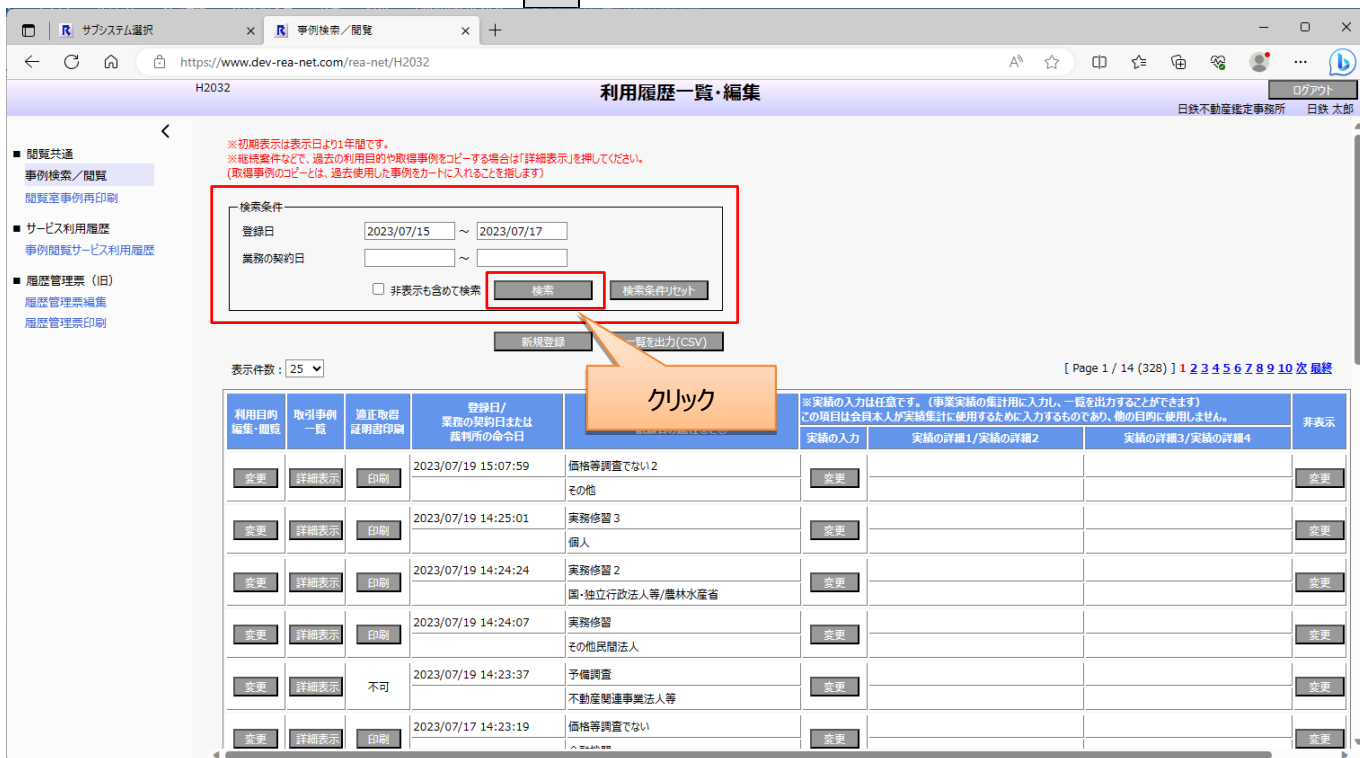 サブシステム選択
事例検索/閲覧
https://www.dev-rea-net.com/rea-net/H2032
H2032
利用履歴一覧・編集
ログアウト
日鉄不動産鑑定事務所 日鉄 太郎
■ 閲覧共通
事例検索/閲覧
閲覧室事例再印刷
■ サービス利用履歴
事例閲覧サービス利用履歴
■ 履歴管理票(旧)
履歴管理票編集
履歴管理票印刷
※初期表示は表示日より1年間です。
※継続案件などで、過去の利用目的や取得事例をコピーする場合は「詳細表示」を押してください。
(取得事例のコピーとは、過去使用した事例をカートに入れることを指します)
検索条件
登録日 2023/07/15 ~ 2023/07/17
業務の契約日 ~
非表示も含めて検索 検索 検索条件リセット
新規登録 一覧を出力(CSV)
クリック
表示件数: 25
[ Page 1 / 14 (328) ] 1 2 3 4 5 6 7 8 9 10 次 最終
利用目的編集・閲覧 取引事例一覧 適正取得証明書印刷 登録日/業務の契約日または裁判所の命令日
※実績の入力は任意です。(事業実績の集計用に入力し、一覧を出力することができます)
この項目は会員本人が実績集計に使用するために入力するものであり、他の目的に使用しません。
実績の入力 実績の詳細1/実績の詳細2 実績の詳細3/実績の詳細4 非表示
変更 詳細表示 印刷 2023/07/19 15:07:59 価格等調査でない2 変更 変更
その他
変更 詳細表示 印刷 2023/07/19 14:25:01 実務修習3 変更 変更
個人
変更 詳細表示 印刷 2023/07/19 14:24:24 実務修習2 変更 変更
国・独立行政法人等/農林水産省
変更 詳細表示 印刷 2023/07/19 14:24:07 実務修習 変更 変更
その他民間法人
変更 詳細表示 不可 2023/07/19 14:23:37 予備調査 変更 変更
不動産関連事業法人等
変更 詳細表示 印刷 2023/07/17 14:23:19 価格等調査でない 変更 変更